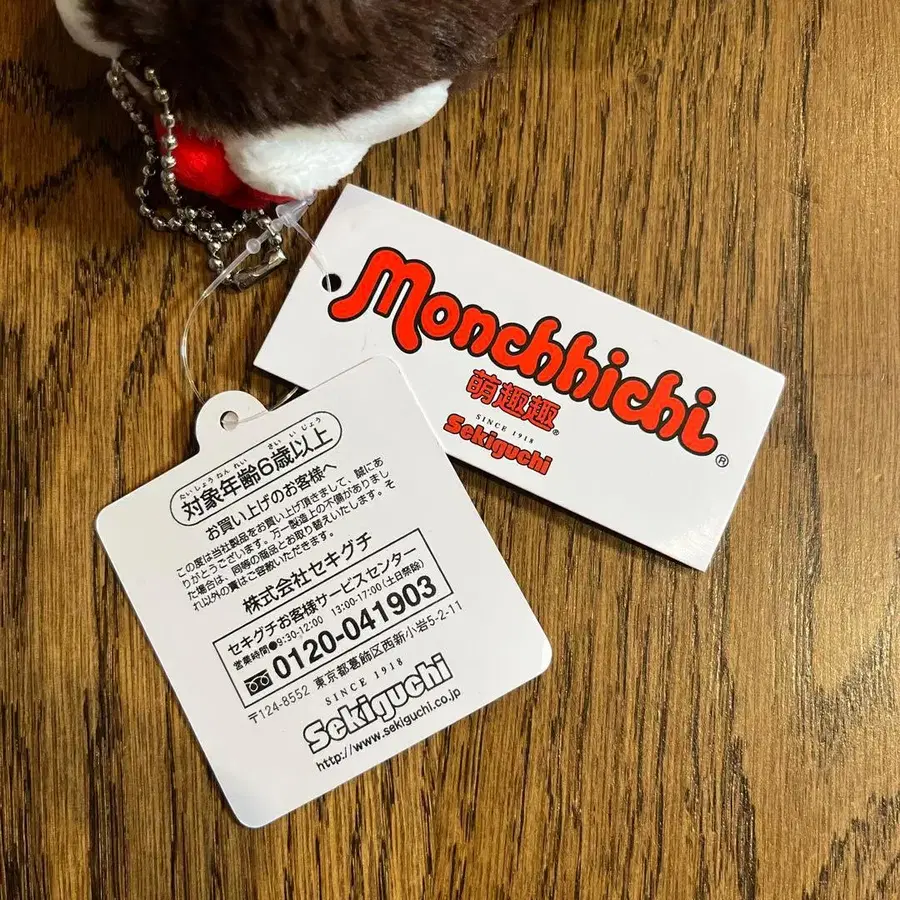 Monchhichi®
萌趣趣®
SINCE 1918
Sekiguchi
たいしょうねんれい さいいじょう
対象年齢6歳以上
お買い上げのお客様へ
この度は当社製品をお買い上げ頂きまして、誠にあ
りがとうございます。万一製造上の不備がありまし
た場合は、同等の商品とお取り替えいたします。そ
れ以外の責はご容赦いただきます。
株式会社セキグチ
セキグチお客様サービスセンター
営業時間●9:30-12:00 13:00-17:00(土日祭除)
0120-041903
〒124-8552 東京都葛飾区西新小岩5-2-11
SINCE 1918
Sekiguchi
http://www.sekiguchi.co.jp